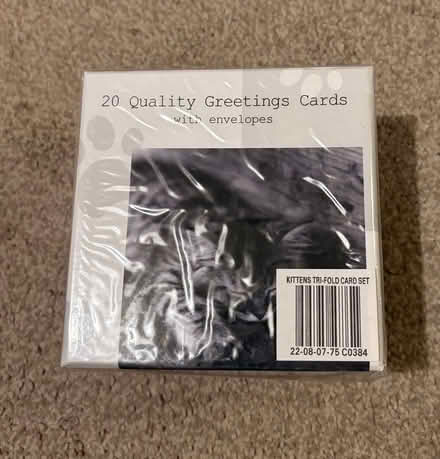 20 Quality Greetings Cards
with envelopes
KITTENS TRI-FOLD CARD SET
22-08-07-75 C0384